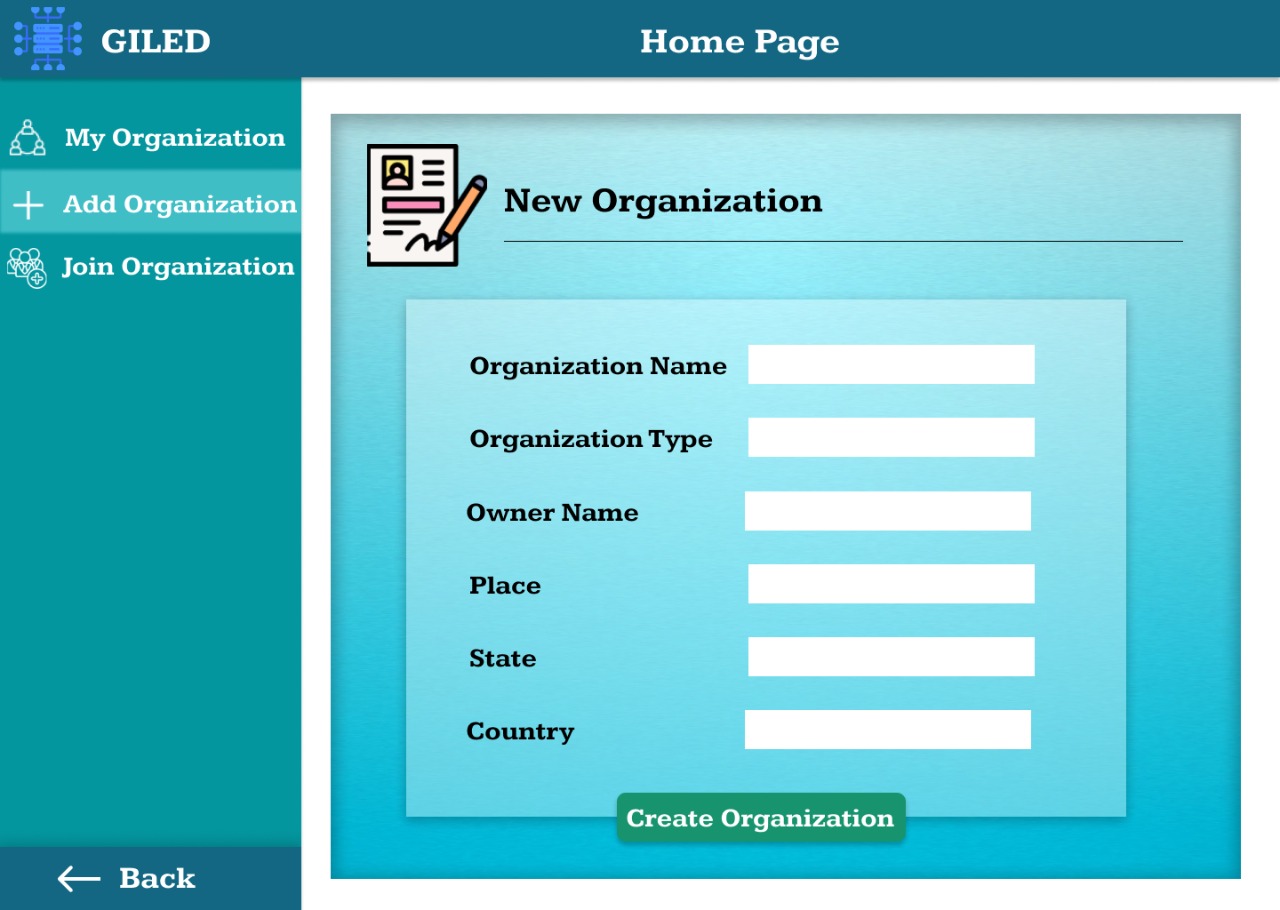 GILED
Home Page
My Organization
Add Organization
Join Organization
New Organization
Organization Name
Organization Type
Owner Name
Place
State
Country
Create Organization
Back